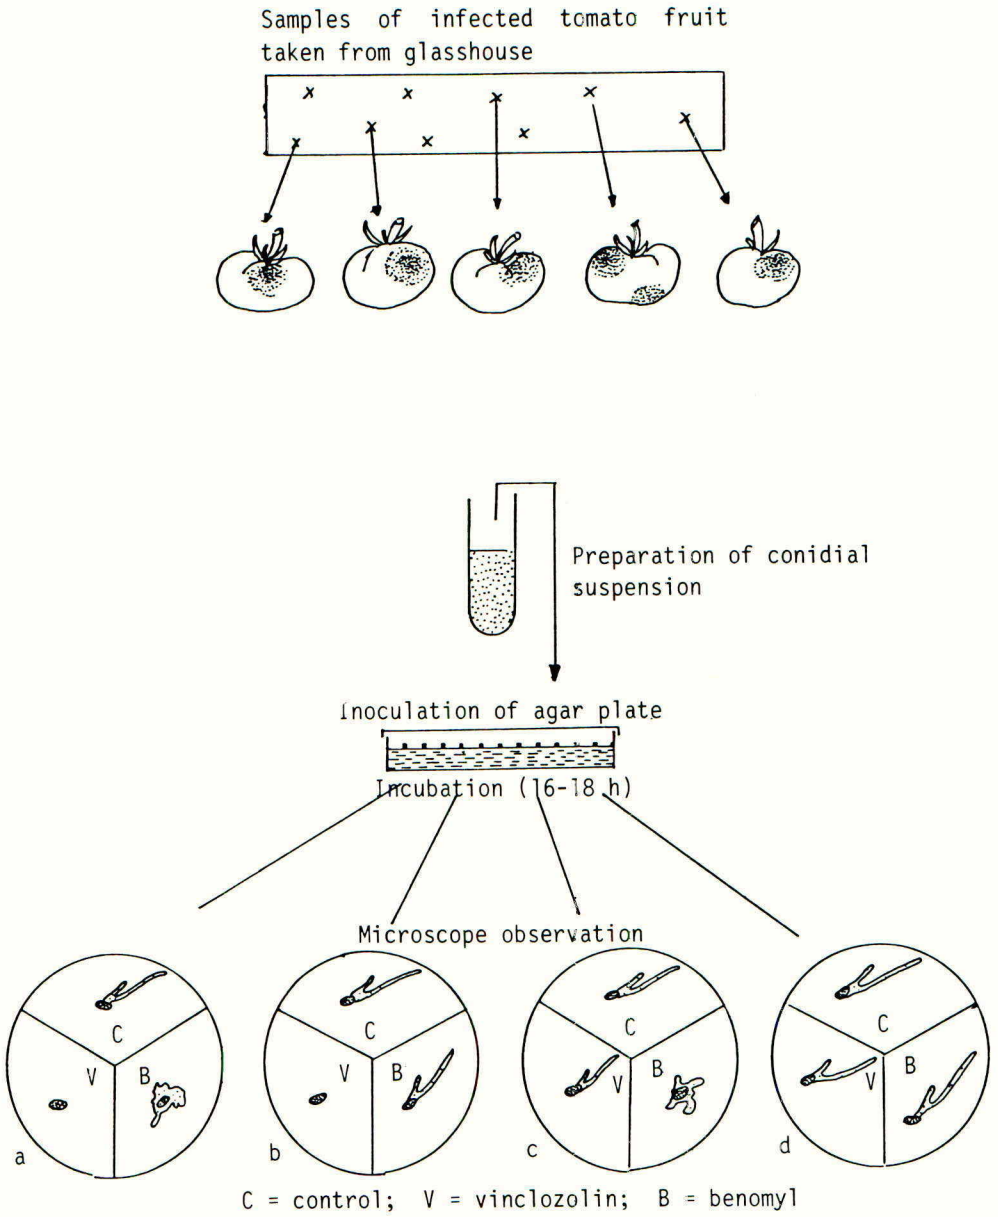 Samples of infected tomato fruit
taken from glasshouse
x x x x
x x x x x
Preparation of conidial
suspension
Inoculation of agar plate
Incubation (16-18 h)
Microscope observation
C
V B
a
C
V B
b
C
V B
c
C
V B
d
C = control; V = vinclozolin; B = benomyl